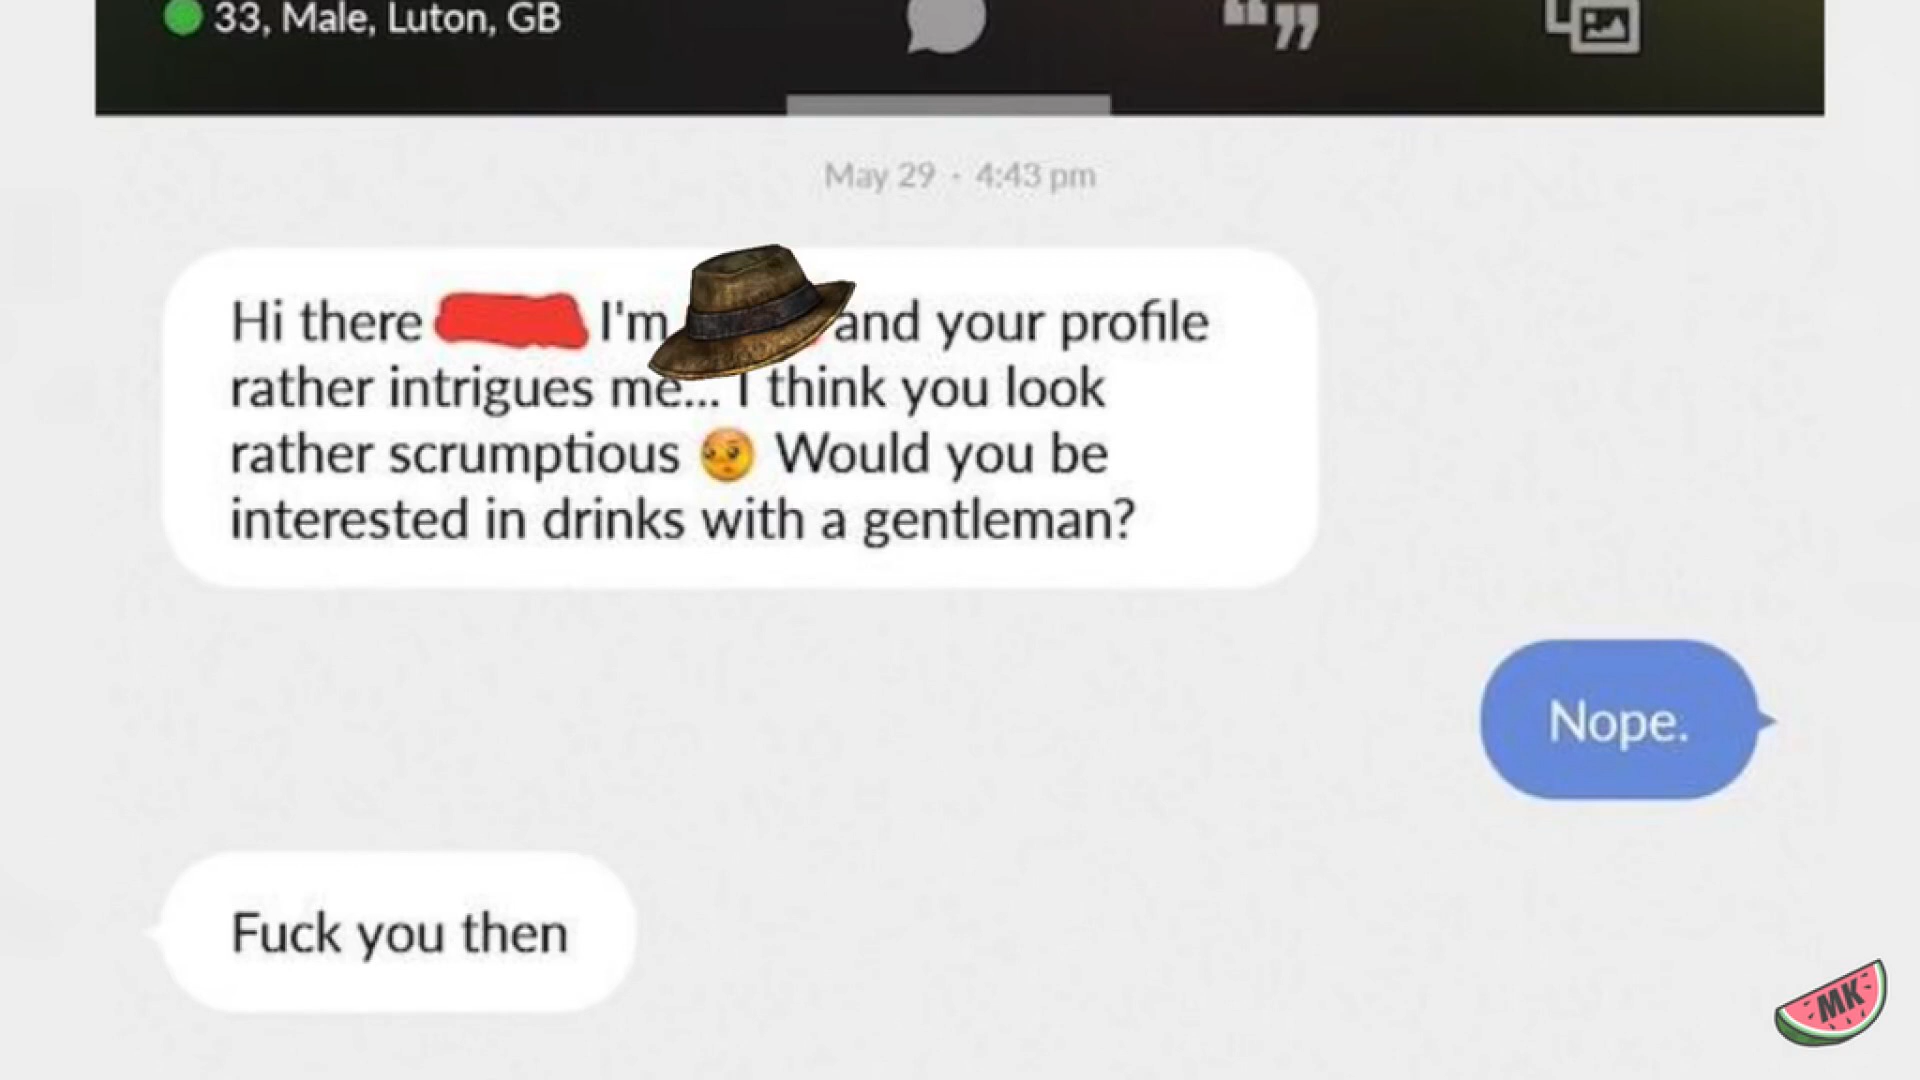 33, Male, Luton, GB
May 29 · 4:43 pm
Hi there I'm and your profile
rather intrigues me... I think you look
rather scrumptious 🥺 Would you be
interested in drinks with a gentleman?
Nope.
Fuck you then
MK